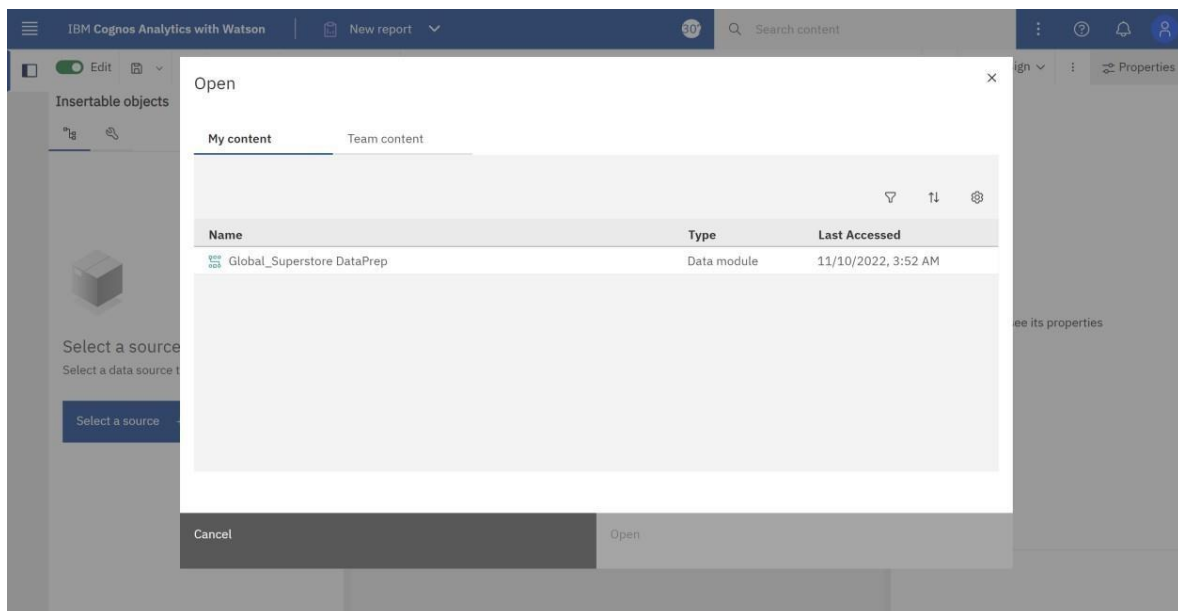 IBM Cognos Analytics with Watson
New report
Search content
Edit
ign
Properties
Insertable objects
Open
My content
Team content
Name Type Last Accessed
Global_Superstore DataPrep Data module 11/10/2022, 3:52 AM
Select a source
Select a data source t
Select a source
ee its properties
Cancel
Open